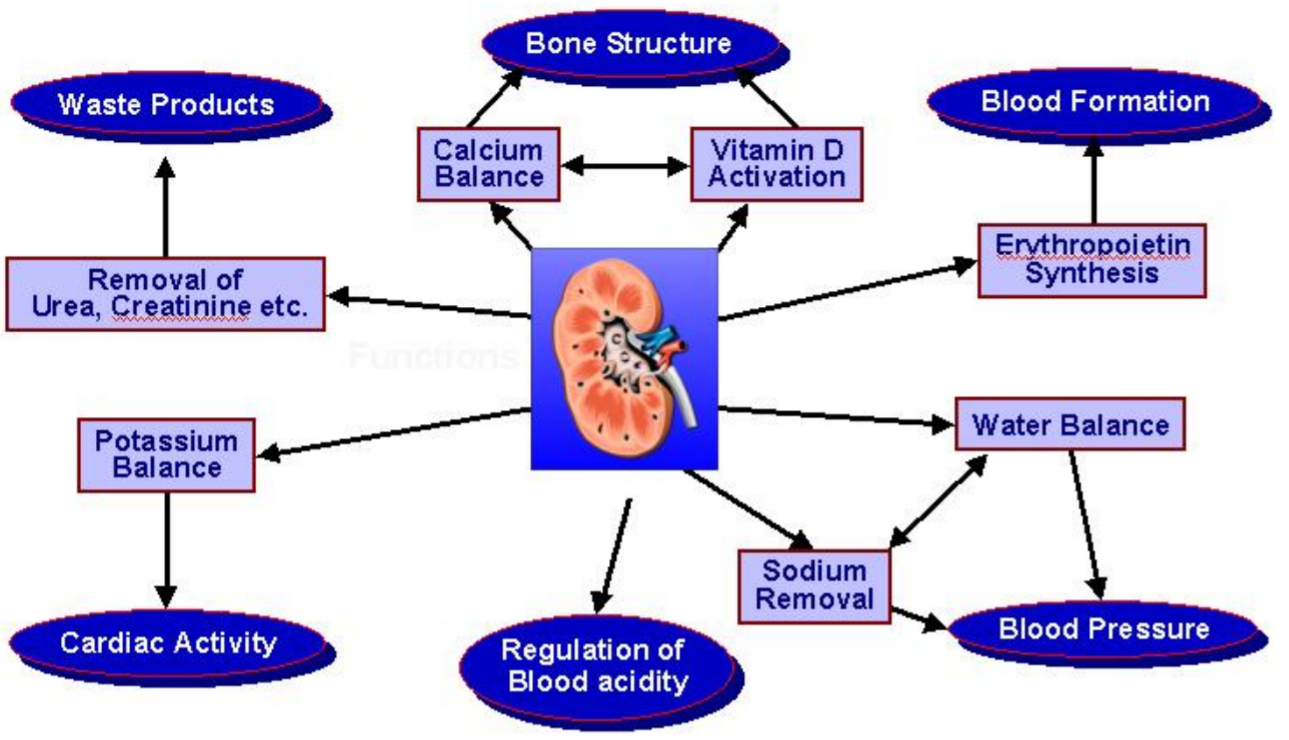 Bone Structure
Waste Products
Blood Formation
Calcium
Balance
Vitamin D
Activation
Erythropoietin
Synthesis
Removal of
Urea, Creatinine etc.
Functions
Potassium
Balance
Water Balance
Sodium
Removal
Cardiac Activity
Regulation of
Blood acidity
Blood Pressure